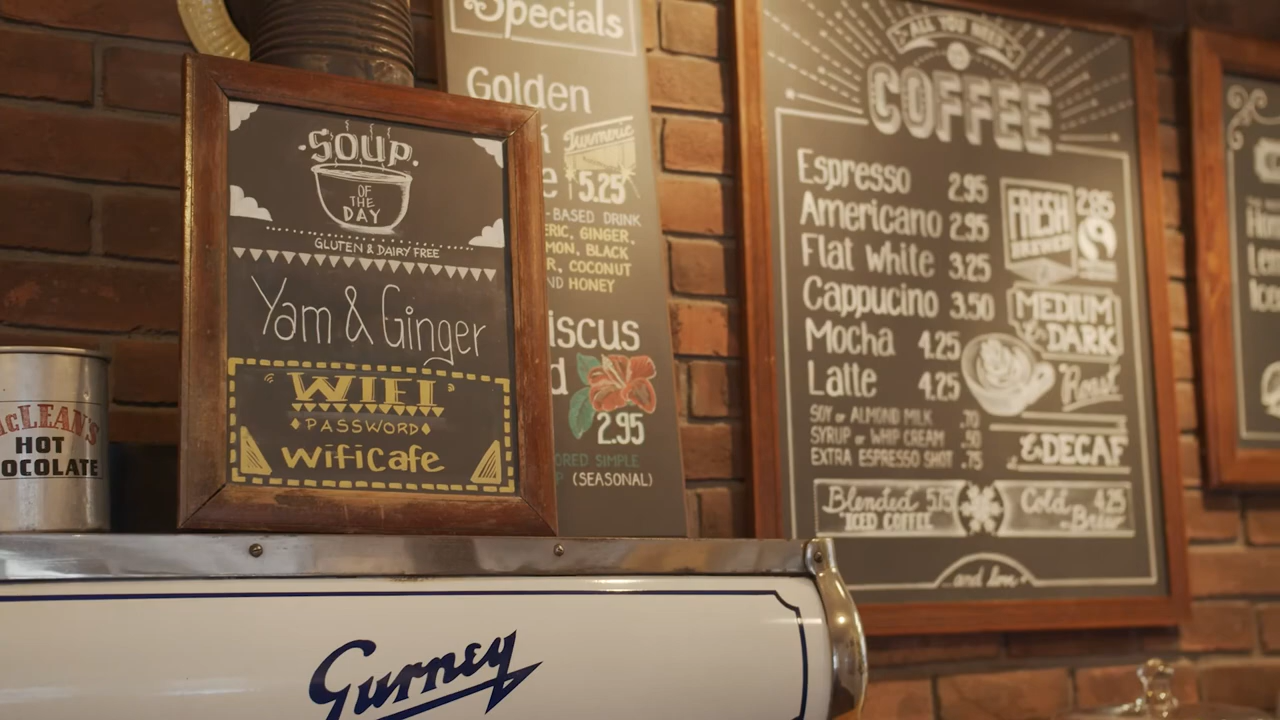 SOUP
OF
THE
DAY
GLUTEN & DAIRY FREE
Yam & Ginger
WIFI
PASSWORD
wificafe
McLEAN'S
HOT
OCOLATE
Gurney
Specials
Golden
Turmeric
5.25
-BASED DRINK
ERIC, GINGER,
MON, BLACK
R, COCONUT
ND HONEY
iscus
d
2.95
ORED SIMPLE
P (SEASONAL)
ALL YOU NEED
COFFEE
Espresso 2.95
Americano 2.95
Flat White 3.25
Cappucino 3.50
Mocha 4.25
Latte 4.25
SOY or ALMOND MILK .70
SYRUP or WHIP CREAM .50
EXTRA ESPRESSO SHOT .75
FRESH 2.85
BREWED
MEDIUM
& DARK
Roast
& DECAF
Blended 5.75
ICED COFFEE
Cold 4.25
Brew
and love